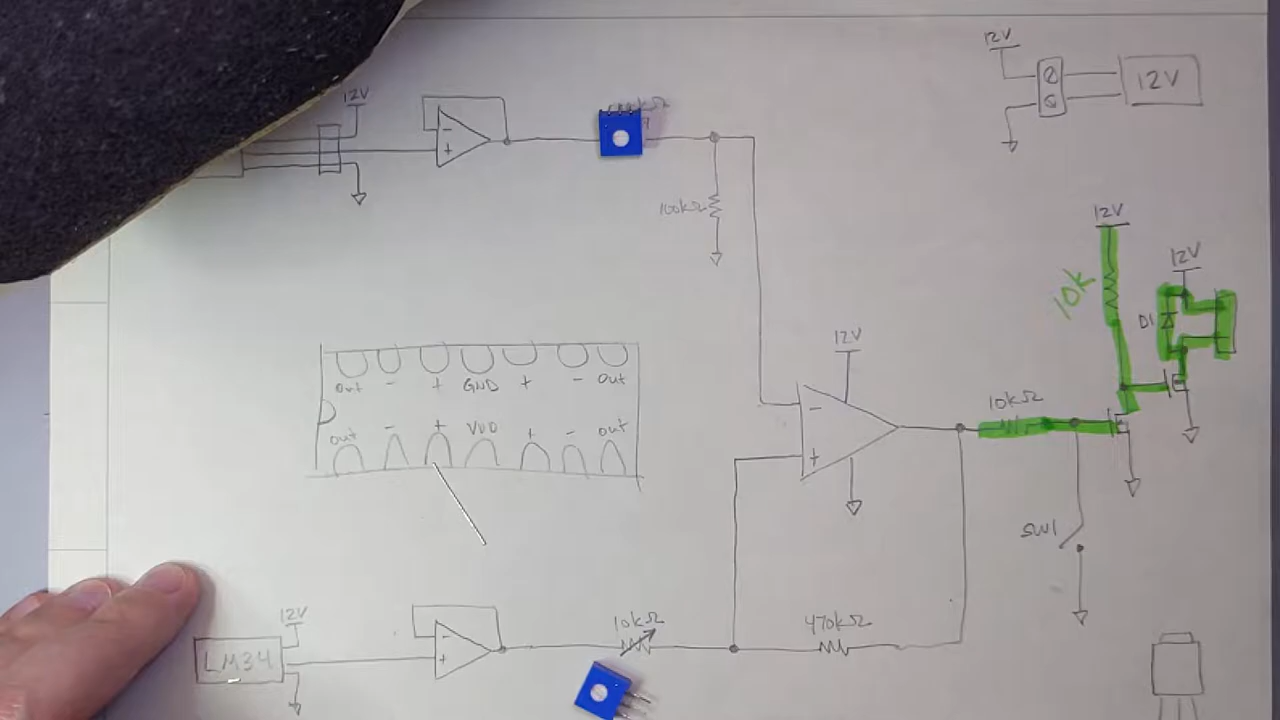 12V
12V
12V
100kΩ
12V
10k
12V
D1
out - + GND + - out
out - + VDD + - out
12V
-
+
10kΩ
SW1
12V
LM34
-
+
10kΩ
470kΩ
-
+